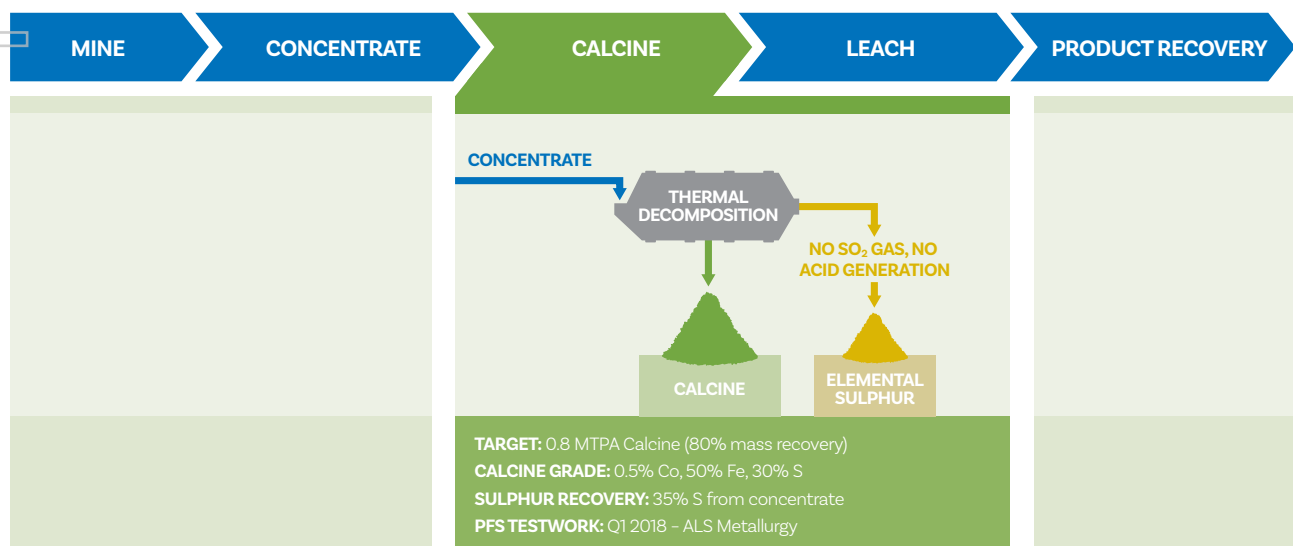 MINE
CONCENTRATE
CALCINE
LEACH
PRODUCT RECOVERY
CONCENTRATE
THERMAL
DECOMPOSITION
NO SO₂ GAS, NO
ACID GENERATION
CALCINE
ELEMENTAL
SULPHUR
TARGET: 0.8 MTPA Calcine (80% mass recovery)
CALCINE GRADE: 0.5% Co, 50% Fe, 30% S
SULPHUR RECOVERY: 35% S from concentrate
PFS TESTWORK: Q1 2018 – ALS Metallurgy